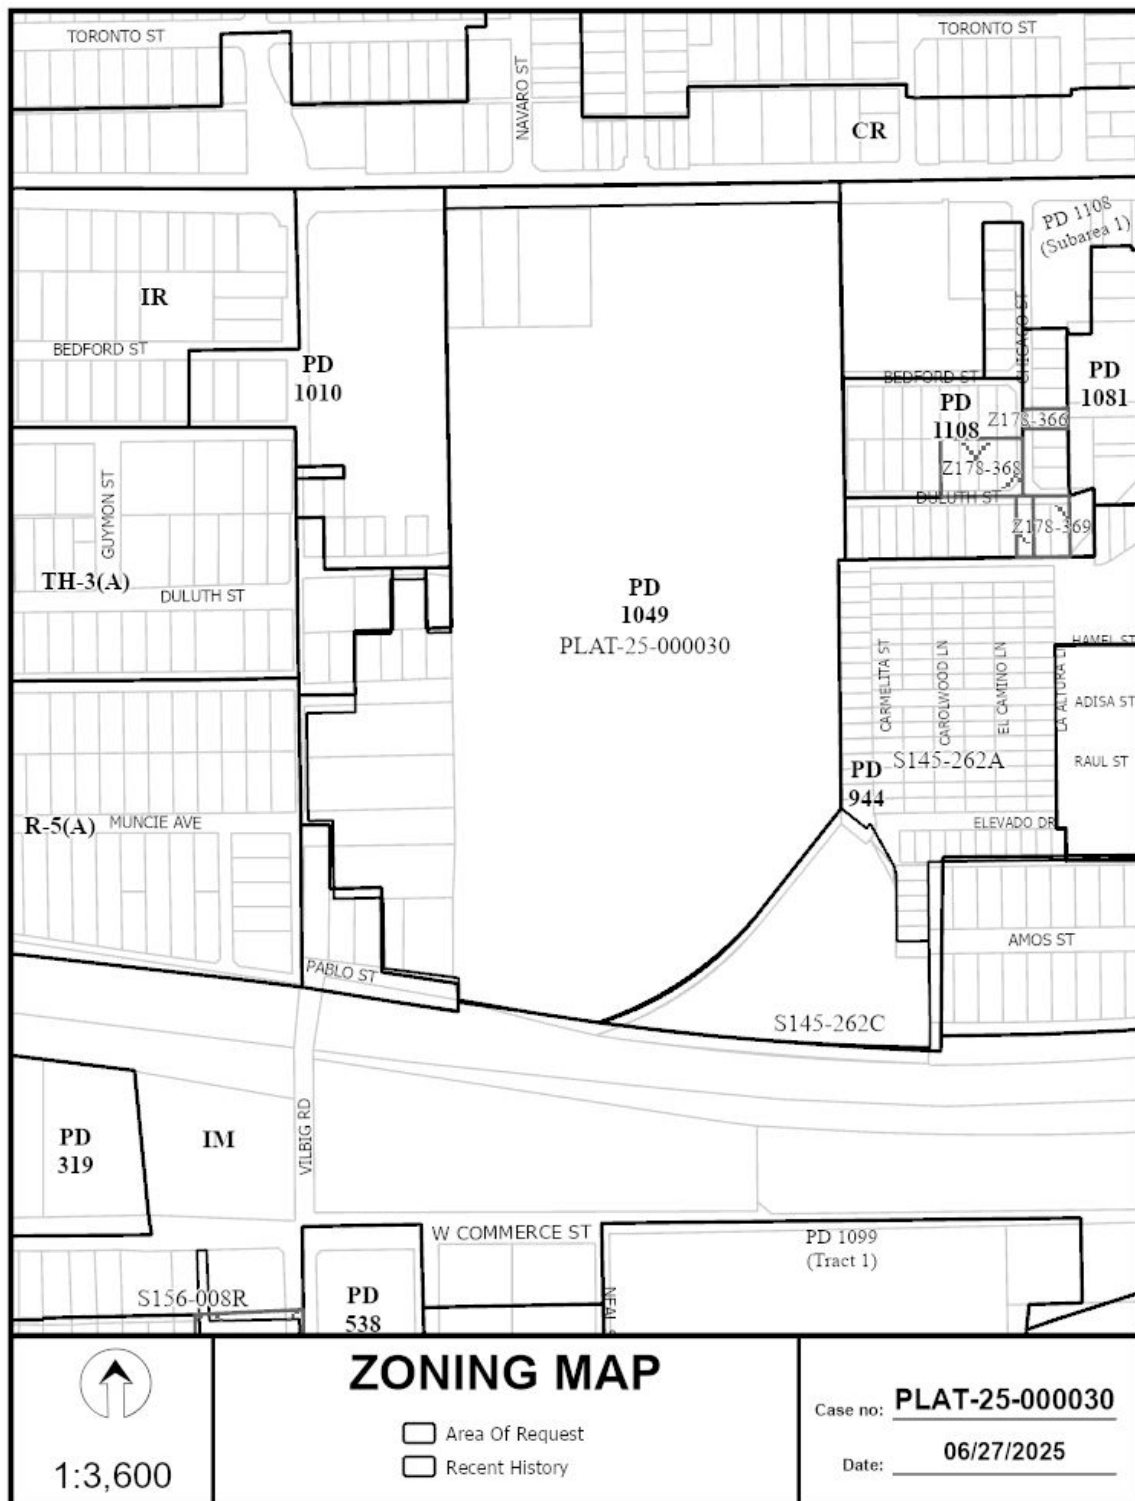 TORONTO ST
TORONTO ST
NAVARO ST
CR
PD 1108
(Subarea 1)
IR
CHICAGO ST
BEDFORD ST
PD
1010
BEDFORD ST
PD
1081
PD
1108
Z178-366
Z178-368
GUYMON ST
DULUTH ST
Z178-369
TH-3(A)
DULUTH ST
PD
1049
PLAT-25-000030
CARMELITA ST
CAROLWOOD LN
EL CAMINO LN
HAMEL ST
ADISA ST
RAUL ST
S145-262A
PD
944
R-5(A)
MUNCIE AVE
ELEVADO DR
AMOS ST
PABLO ST
S145-262C
VILBIG RD
PD
319
IM
W COMMERCE ST
PD 1099
(Tract 1)
S156-008R
PD
538
ZONING MAP
Area Of Request
Recent History
1:3,600
Case no: PLAT-25-000030
Date: 06/27/2025